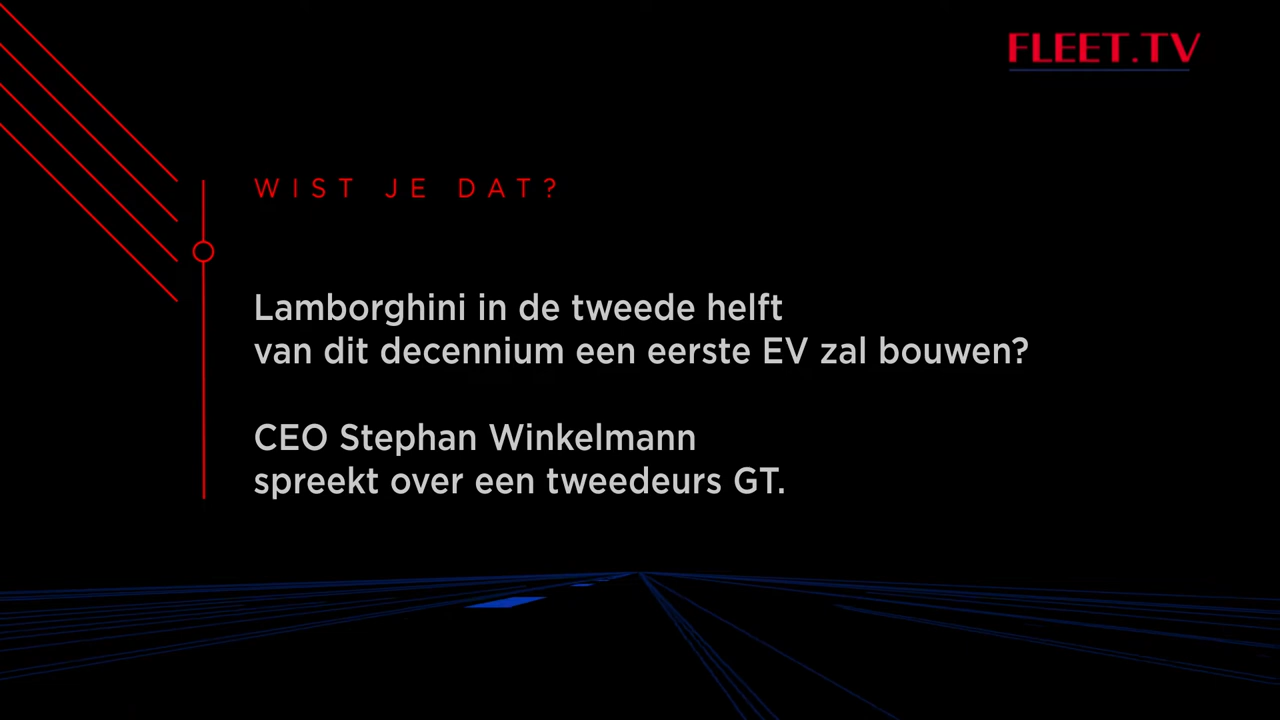 FLEET.TV
WIST JE DAT?
Lamborghini in de tweede helft
van dit decennium een eerste EV zal bouwen?
CEO Stephan Winkelmann
spreekt over een tweedeurs GT.